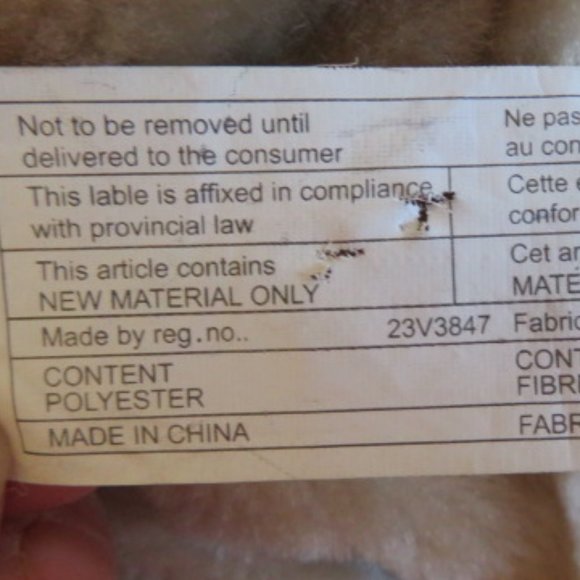 Not to be removed until
delivered to the consumer
Ne pas
au con
This lable is affixed in compliance
with provincial law
Cette
confor
This article contains
NEW MATERIAL ONLY
Cet ar
MATE
Made by reg.no..
23V3847
Fabric
CONTENT
POLYESTER
CONT
FIBRE
MADE IN CHINA
FABR